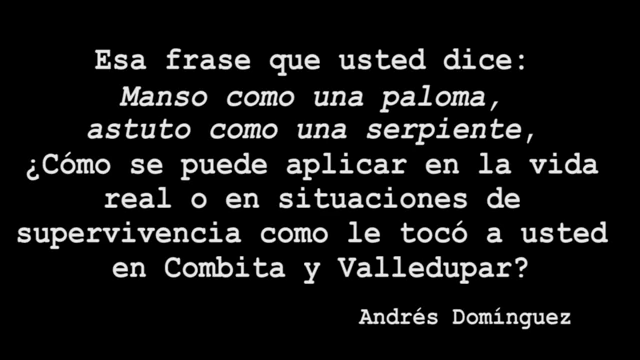 Esa frase que usted dice:
Manso como una paloma,
astuto como una serpiente,
¿Cómo se puede aplicar en la vida
real o en situaciones de
supervivencia como le tocó a usted
en Combita y Valledupar?
Andrés Domínguez